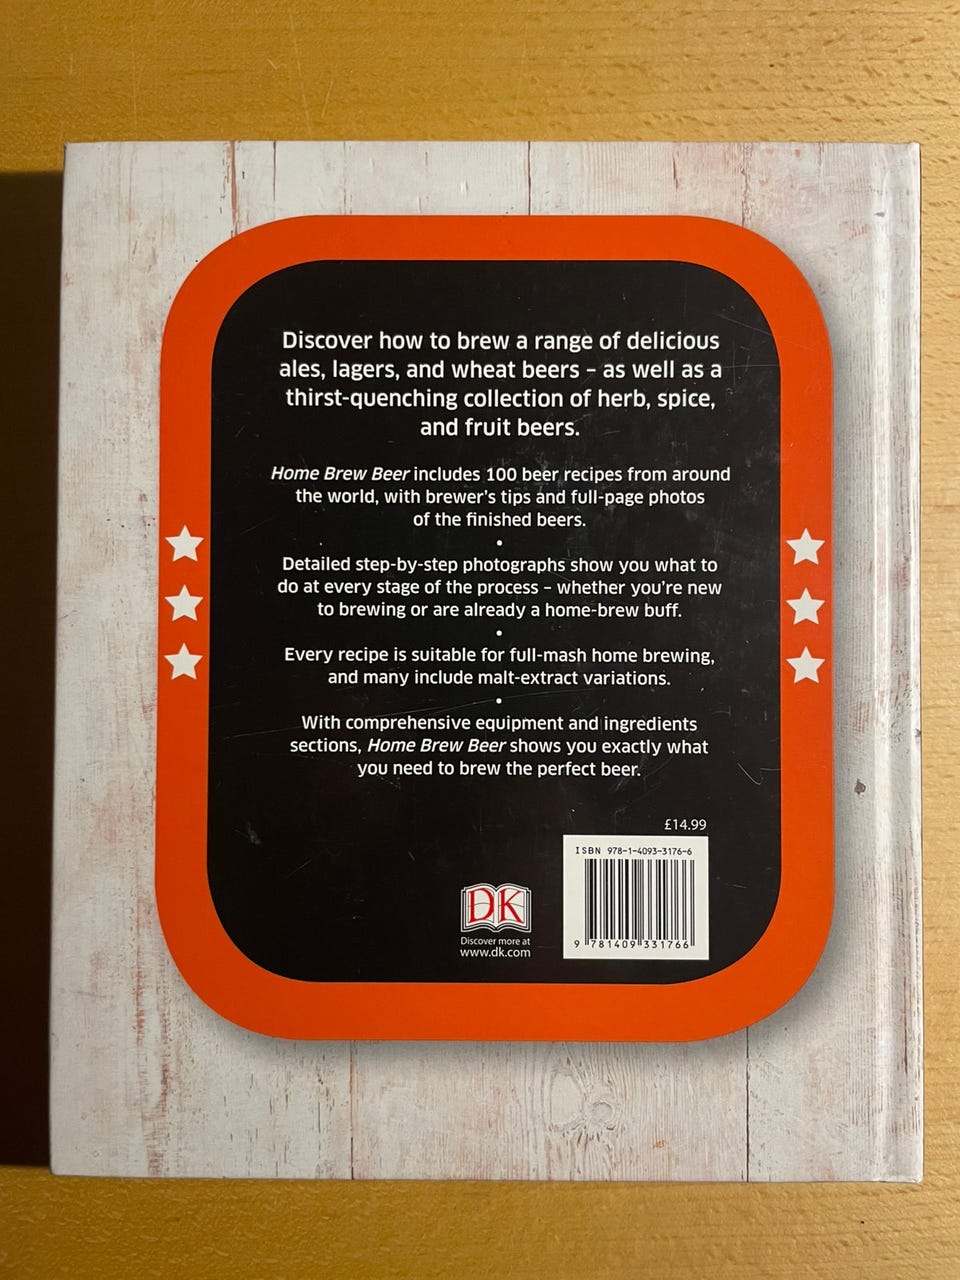 Discover how to brew a range of delicious
ales, lagers, and wheat beers – as well as a
thirst-quenching collection of herb, spice,
and fruit beers.
Home Brew Beer includes 100 beer recipes from around
the world, with brewer's tips and full-page photos
of the finished beers.
•
Detailed step-by-step photographs show you what to
do at every stage of the process – whether you're new
to brewing or are already a home-brew buff.
•
Every recipe is suitable for full-mash home brewing,
and many include malt-extract variations.
•
With comprehensive equipment and ingredients
sections, Home Brew Beer shows you exactly what
you need to brew the perfect beer.
£14.99
ISBN 978-1-4093-3176-6
9 781409 331766
DK
Discover more at
www.dk.com